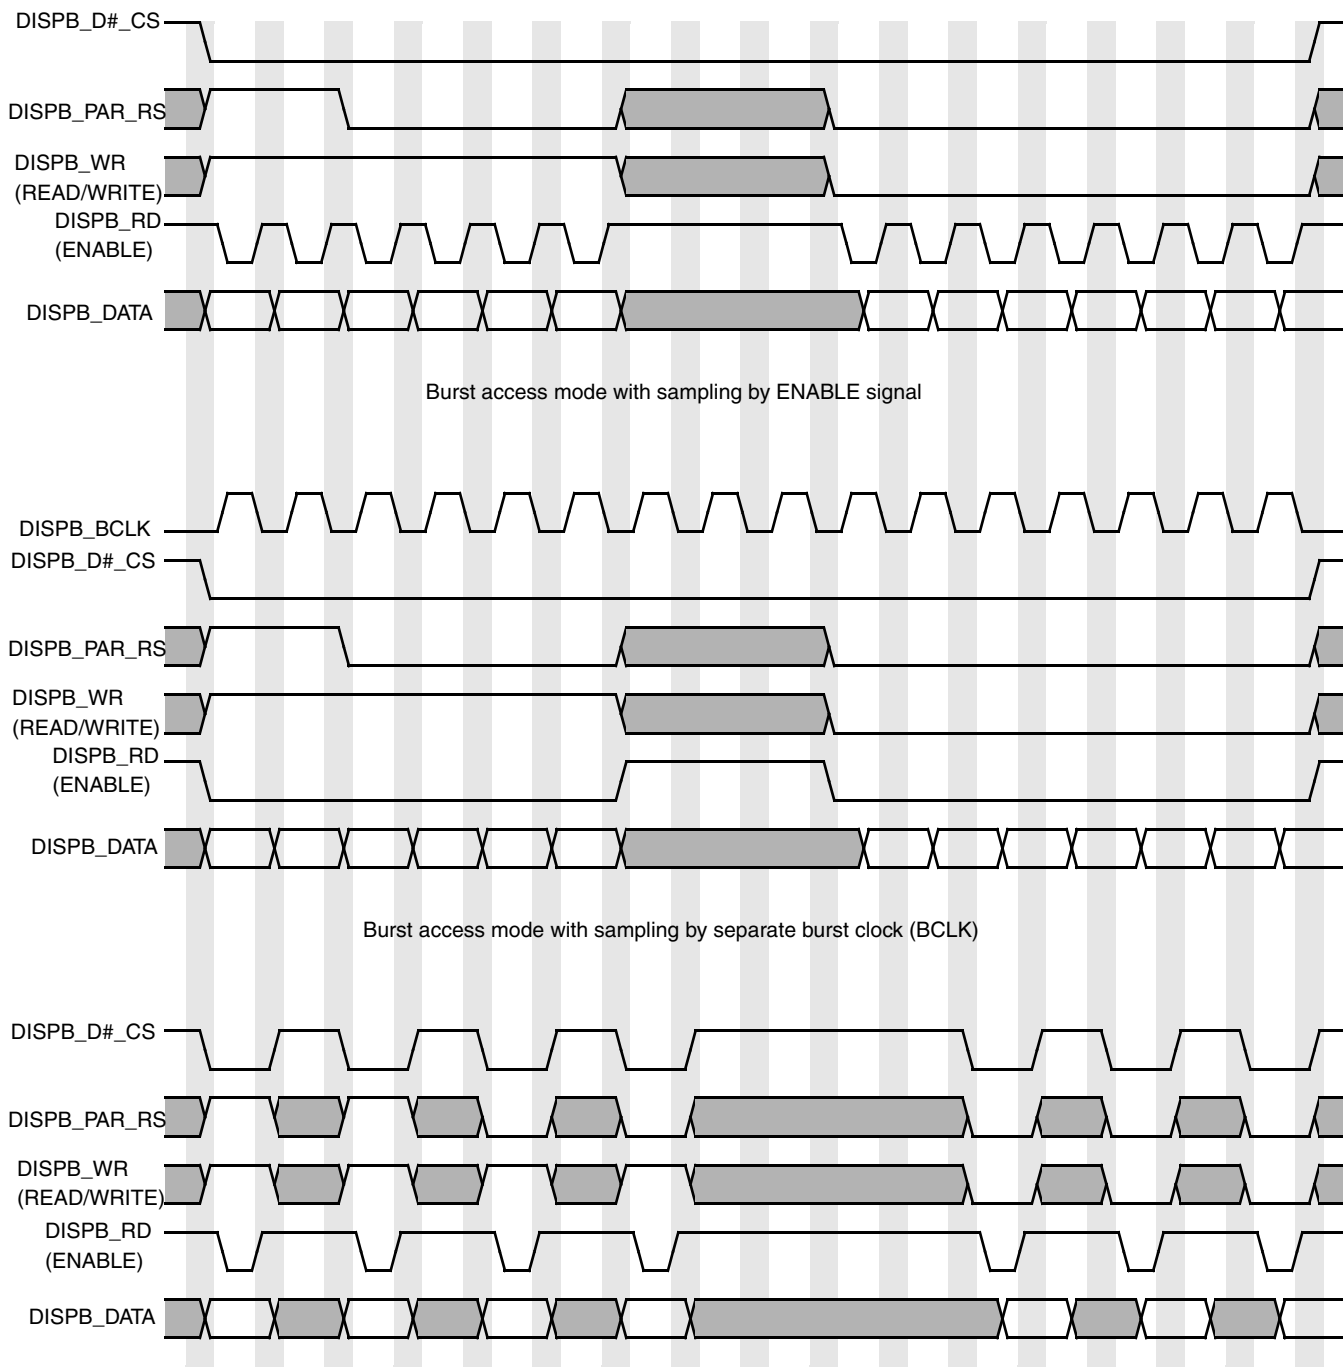 DISPB_D#_CS
DISPB_PAR_RS
DISPB_WR
(READ/WRITE)
DISPB_RD
(ENABLE)
DISPB_DATA
Burst access mode with sampling by ENABLE signal
DISPB_BCLK
DISPB_D#_CS
DISPB_PAR_RS
DISPB_WR
(READ/WRITE)
DISPB_RD
(ENABLE)
DISPB_DATA
Burst access mode with sampling by separate burst clock (BCLK)
DISPB_D#_CS
DISPB_PAR_RS
DISPB_WR
(READ/WRITE)
DISPB_RD
(ENABLE)
DISPB_DATA